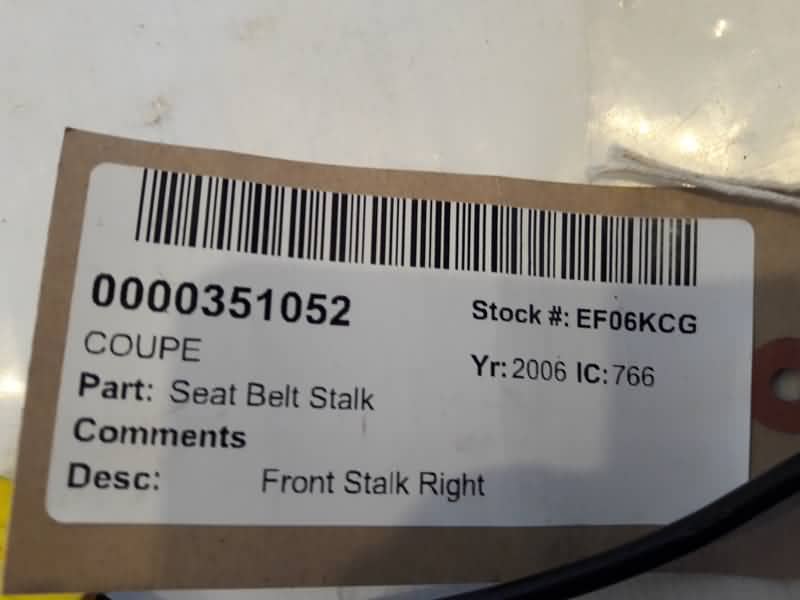 0000351052 Stock #: EF06KCG
COUPE Yr: 2006 IC: 766
Part: Seat Belt Stalk
Comments
Desc: Front Stalk Right